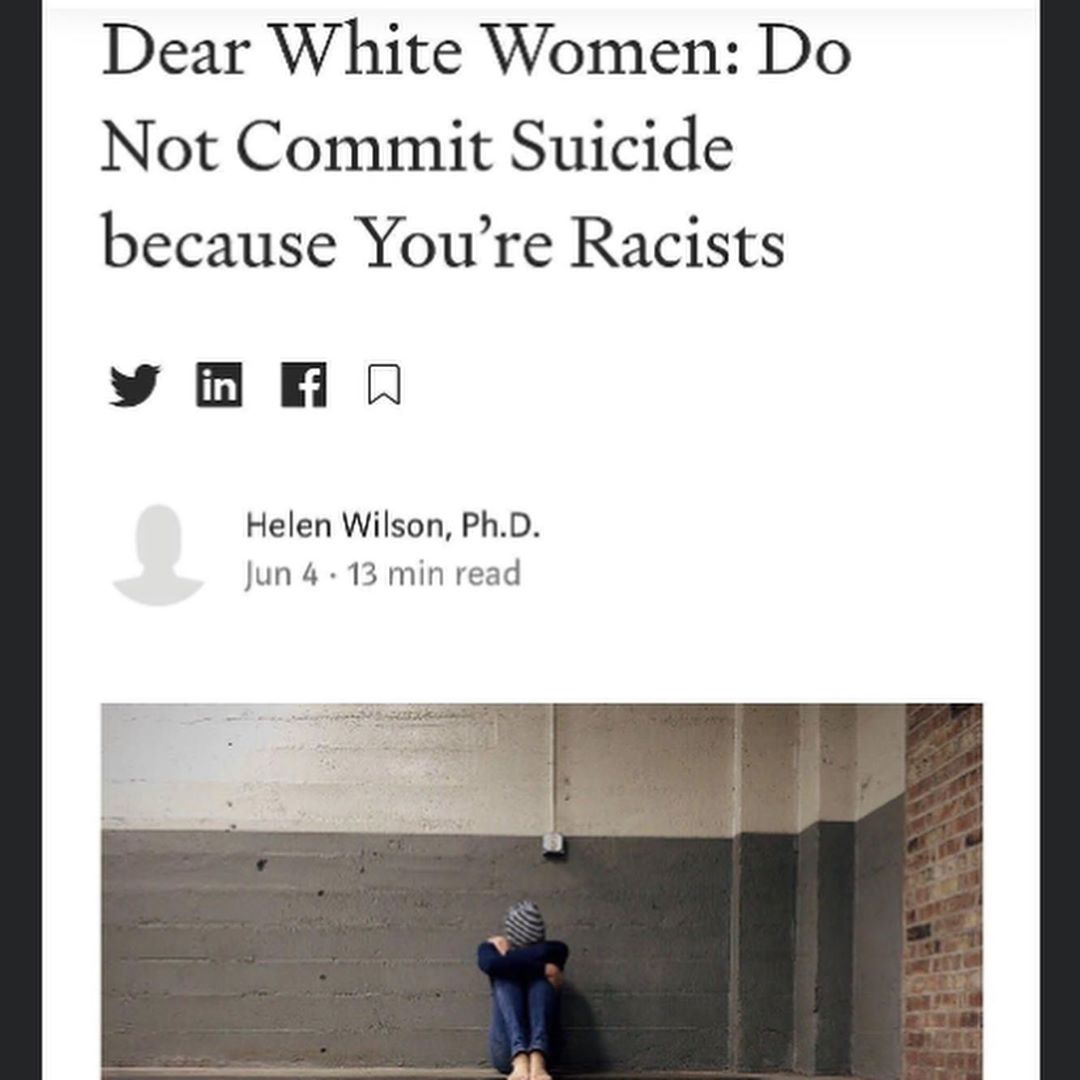 Dear White Women: Do
Not Commit Suicide
because You’re Racists
Helen Wilson, Ph.D.
Jun 4 · 13 min read